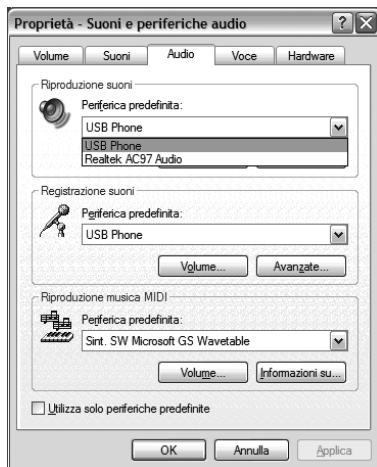 Proprietà - Suoni e periferiche audio
Volume Suoni Audio Voce Hardware
Riproduzione suoni
Periferica predefinita:
USB Phone
USB Phone
Realtek AC97 Audio
Registrazione suoni
Periferica predefinita:
USB Phone
Volume... Avanzate...
Riproduzione musica MIDI
Periferica predefinita:
Sint. SW Microsoft GS Wavetable
Volume... Informazioni su...
Utilizza solo periferiche predefinite
OK Annulla Applica